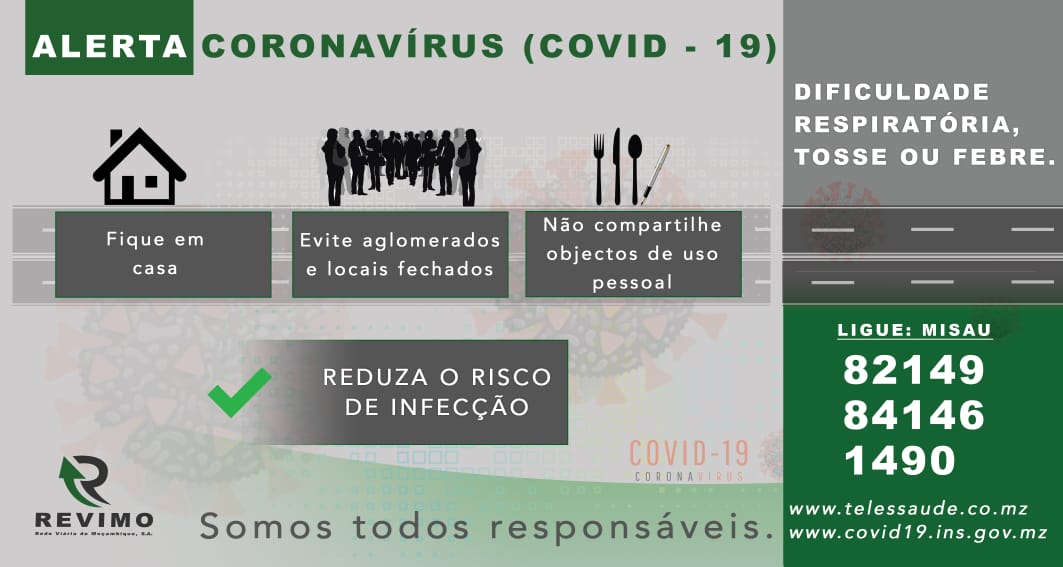 ALERTA CORONAVÍRUS (COVID - 19)
DIFICULDADE
RESPIRATÓRIA,
TOSSE OU FEBRE.
Fique em
casa
Evite aglomerados
e locais fechados
Não compartilhe
objectos de uso
pessoal
REDUZA O RISCO
DE INFECÇÃO
LIGUE: MISAU
82149
84146
1490
www.telessaude.co.mz
www.covid19.ins.gov.mz
COVID-19
CORONAVIRUS
REVIMO
Rede Viária de Moçambique, S.A.
Somos todos responsáveis.